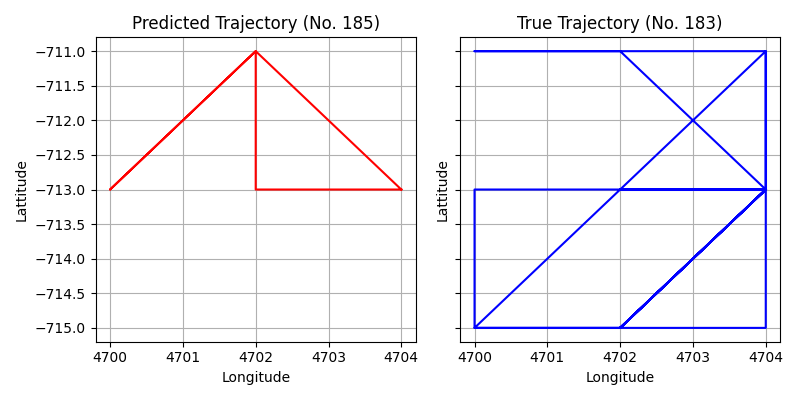 Predicted Trajectory (No. 185)
True Trajectory (No. 183)
−711.0
−711.5
−712.0
−712.5
−713.0
−713.5
−714.0
−714.5
−715.0
Lattitude
Lattitude
4700 4701 4702 4703 4704
4700 4701 4702 4703 4704
Longitude
Longitude